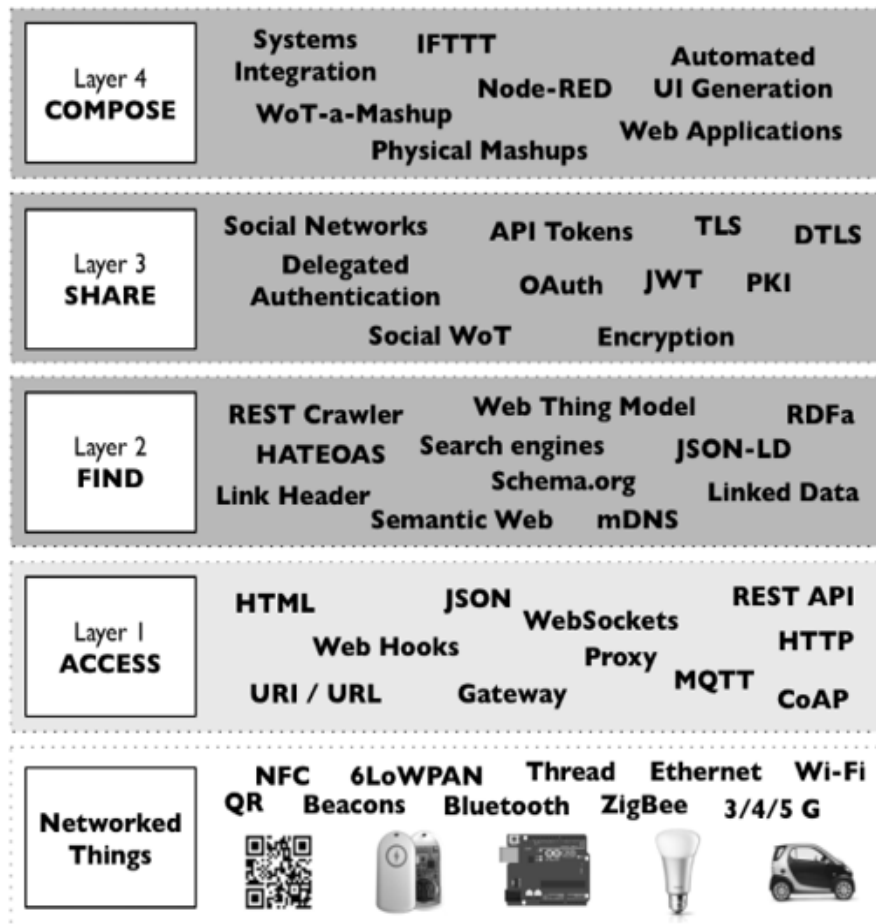 Layer 4
COMPOSE
Systems
Integration
IFTTT
Automated
UI Generation
Node-RED
WoT-a-Mashup
Web Applications
Physical Mashups
Layer 3
SHARE
Social Networks
API Tokens
TLS
DTLS
Delegated
Authentication
OAuth
JWT
PKI
Social WoT
Encryption
Layer 2
FIND
REST Crawler
Web Thing Model
RDFa
HATEOAS
Search engines
JSON-LD
Link Header
Schema.org
Linked Data
Semantic Web
mDNS
Layer 1
ACCESS
HTML
JSON
REST API
WebSockets
Web Hooks
Proxy
HTTP
URI / URL
Gateway
MQTT
CoAP
Networked
Things
NFC
6LoWPAN
Thread
Ethernet
Wi-Fi
QR
Beacons
Bluetooth
ZigBee
3/4/5 G